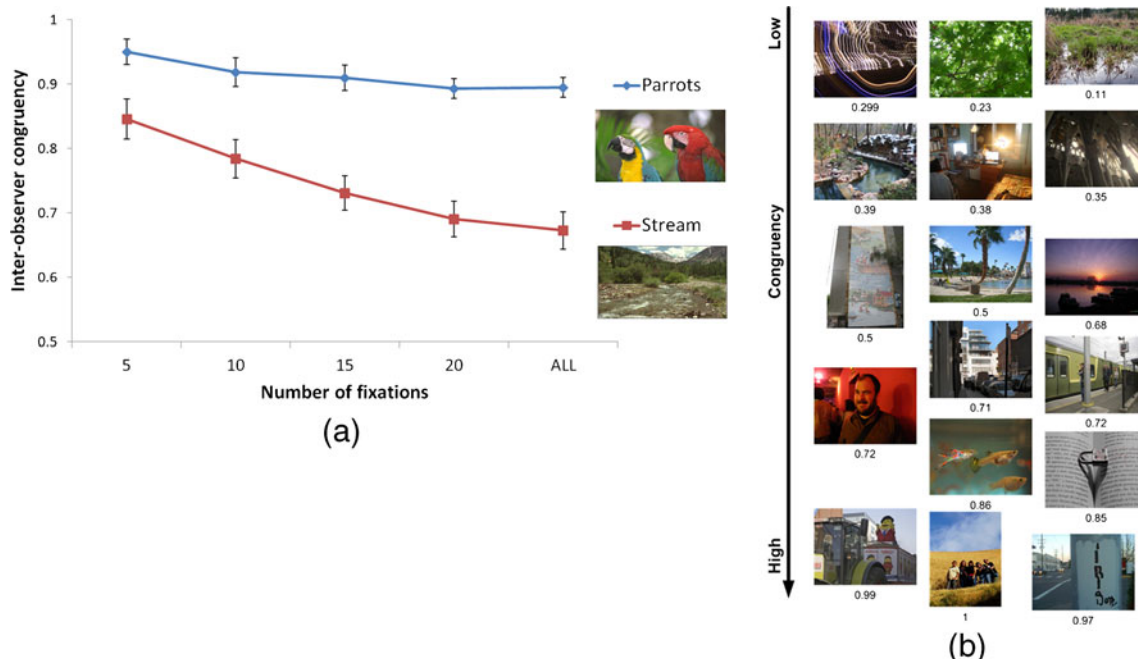 1
0.9
0.8
0.7
0.6
0.5
Inter-observer congruency
5 10 15 20 ALL
Number of fixations
Parrots
Stream
(a)
Low
Congruency
High
0.299 0.23 0.11
0.39 0.38 0.35
0.5 0.5 0.68
0.71
0.72 0.72
0.86 0.85
0.99 1 0.97
(b)